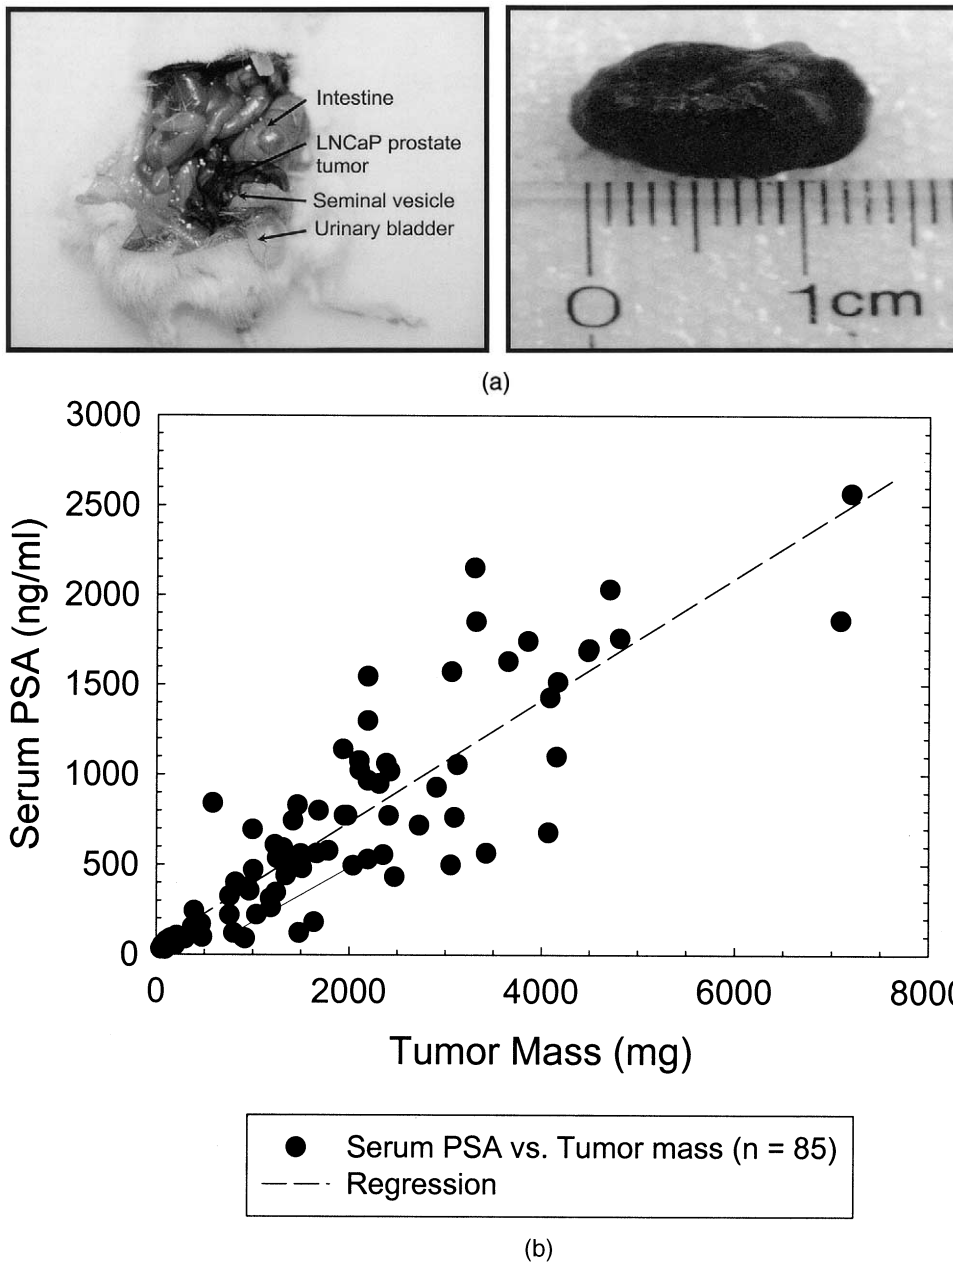 Intestine
LNCaP prostate
tumor
Seminal vesicle
Urinary bladder
0
1cm
(a)
3000
2500
2000
1500
1000
500
0
Serum PSA (ng/ml)
0
2000
4000
6000
8000
Tumor Mass (mg)
Serum PSA vs. Tumor mass (n = 85)
Regression
(b)